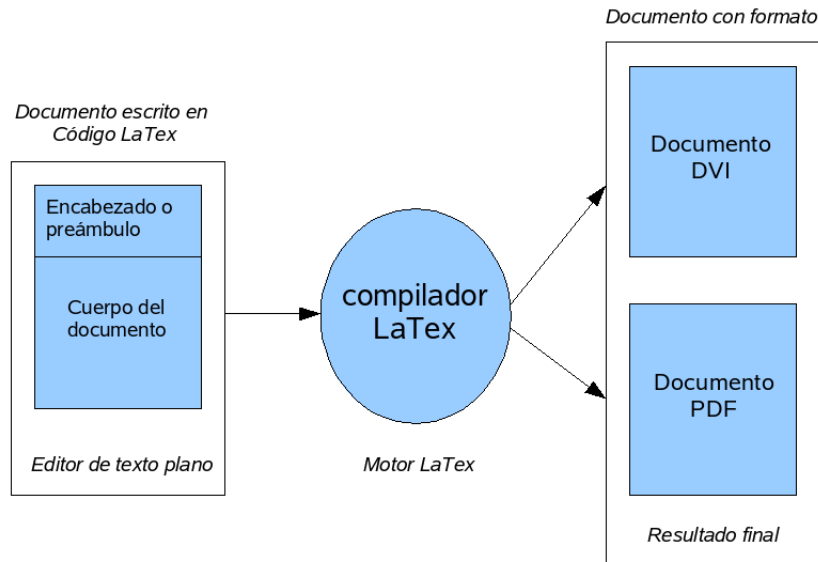 Documento escrito en
Código LaTex
Encabezado o
preámbulo
Cuerpo del
documento
Editor de texto plano
compilador
LaTex
Motor LaTex
Documento con formato
Documento
DVI
Documento
PDF
Resultado final